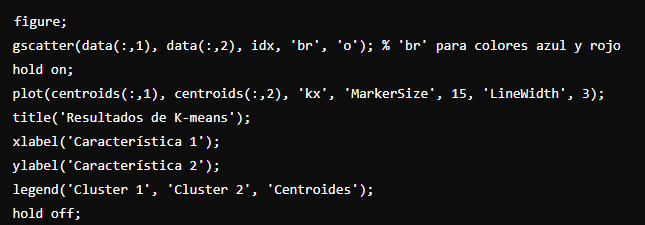 figure;
gscatter(data(:,1), data(:,2), idx, 'br', 'o'); % 'br' para colores azul y rojo
hold on;
plot(centroids(:,1), centroids(:,2), 'kx', 'MarkerSize', 15, 'LineWidth', 3);
title('Resultados de K-means');
xlabel('Característica 1');
ylabel('Característica 2');
legend('Cluster 1', 'Cluster 2', 'Centroides');
hold off;